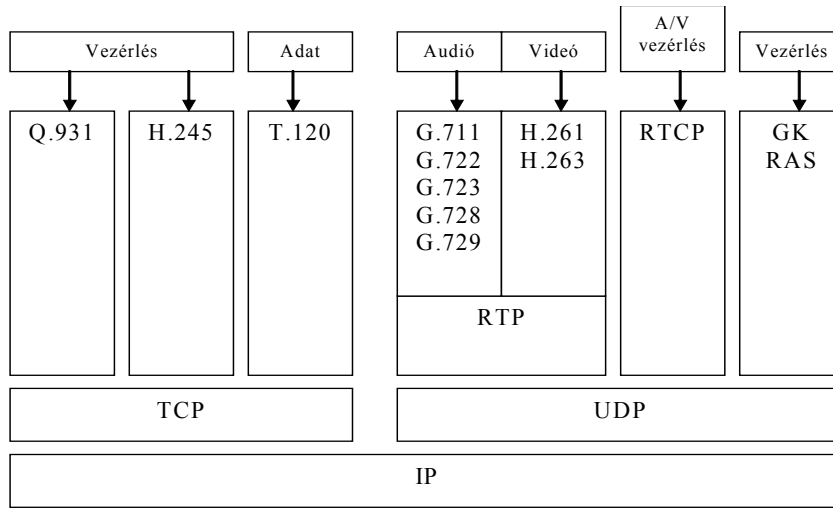 Vezérlés
Adat
Audió
Videó
A/V
vezérlés
Vezérlés
Q.931
H.245
T.120
G.711
G.722
G.723
G.728
G.729
H.261
H.263
RTCP
GK
RAS
RTP
TCP
UDP
IP